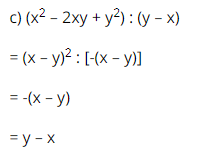 c) (x² – 2xy + y²) : (y – x)
= (x – y)² : [-(x – y)]
= -(x – y)
= y – x